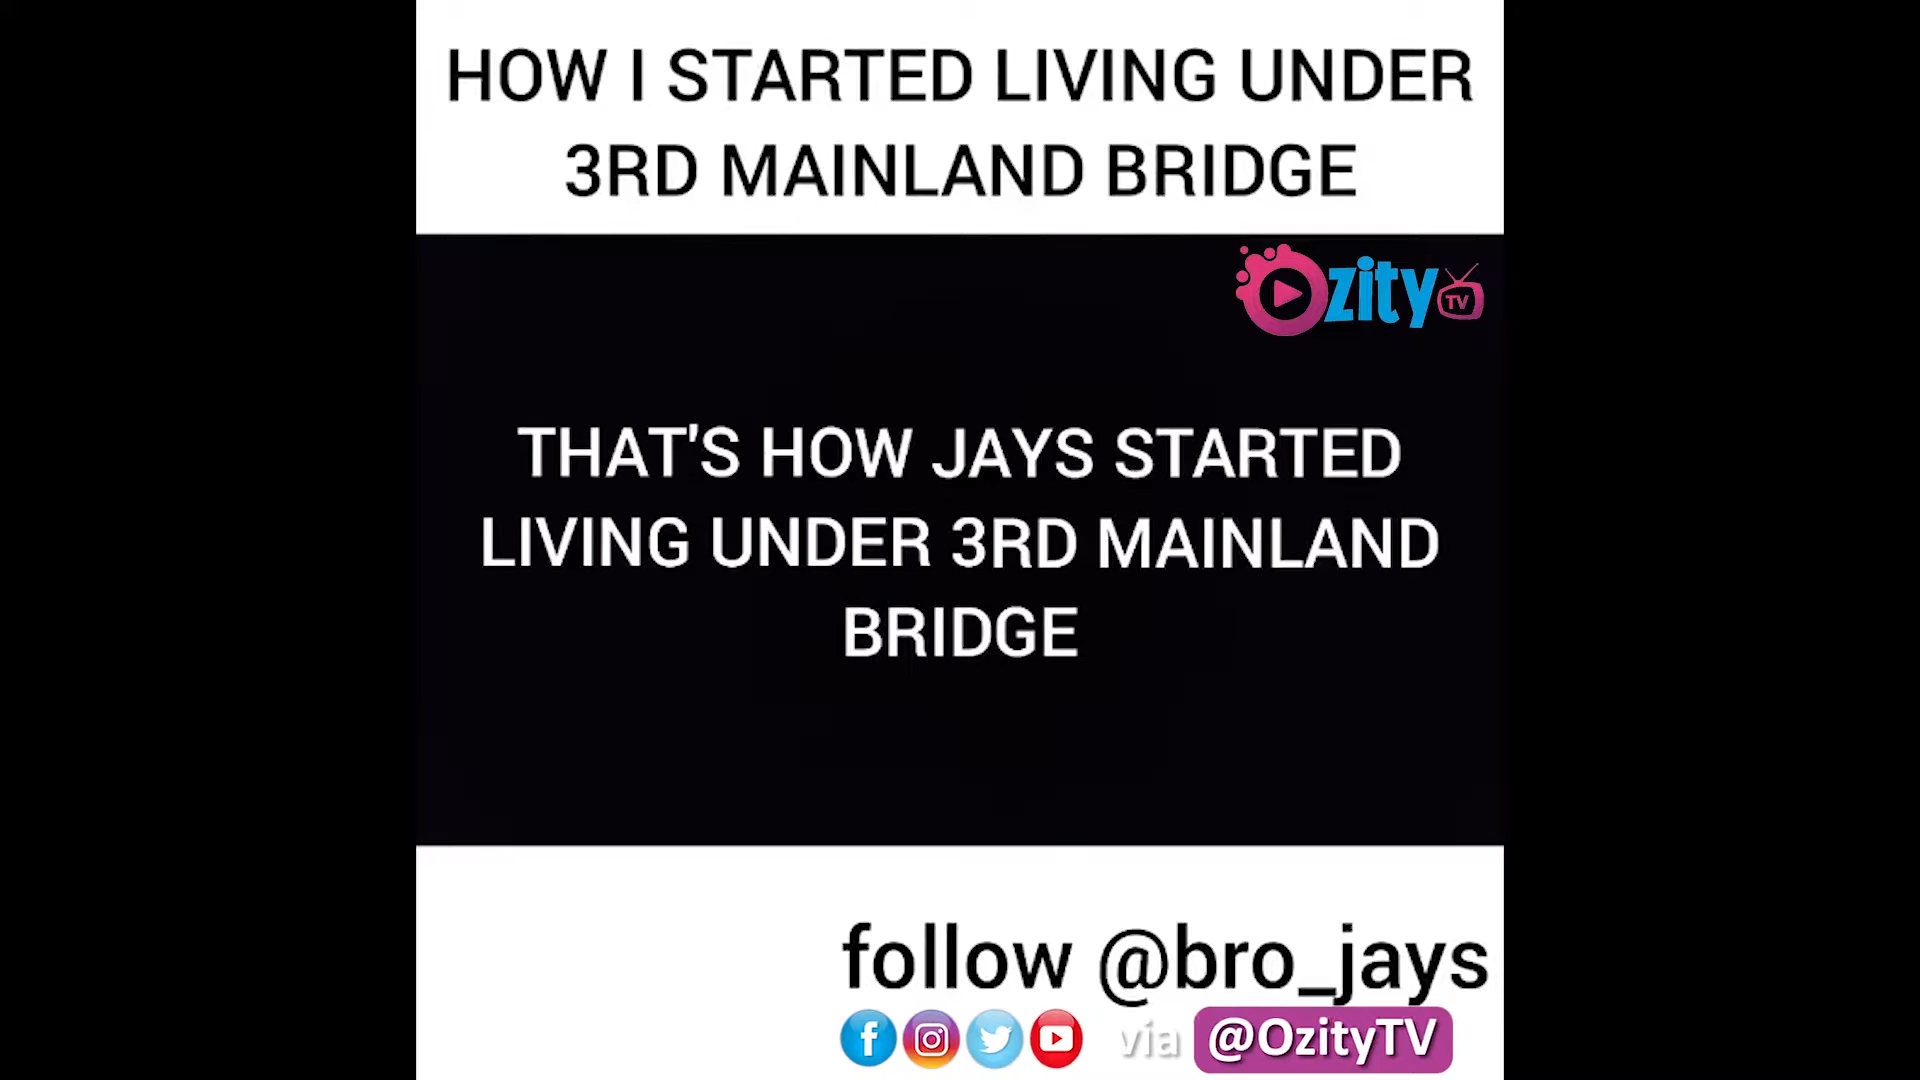 HOW I STARTED LIVING UNDER
3RD MAINLAND BRIDGE
Ozity TV
THAT'S HOW JAYS STARTED
LIVING UNDER 3RD MAINLAND
BRIDGE
follow @bro_jays
f via @OzityTV